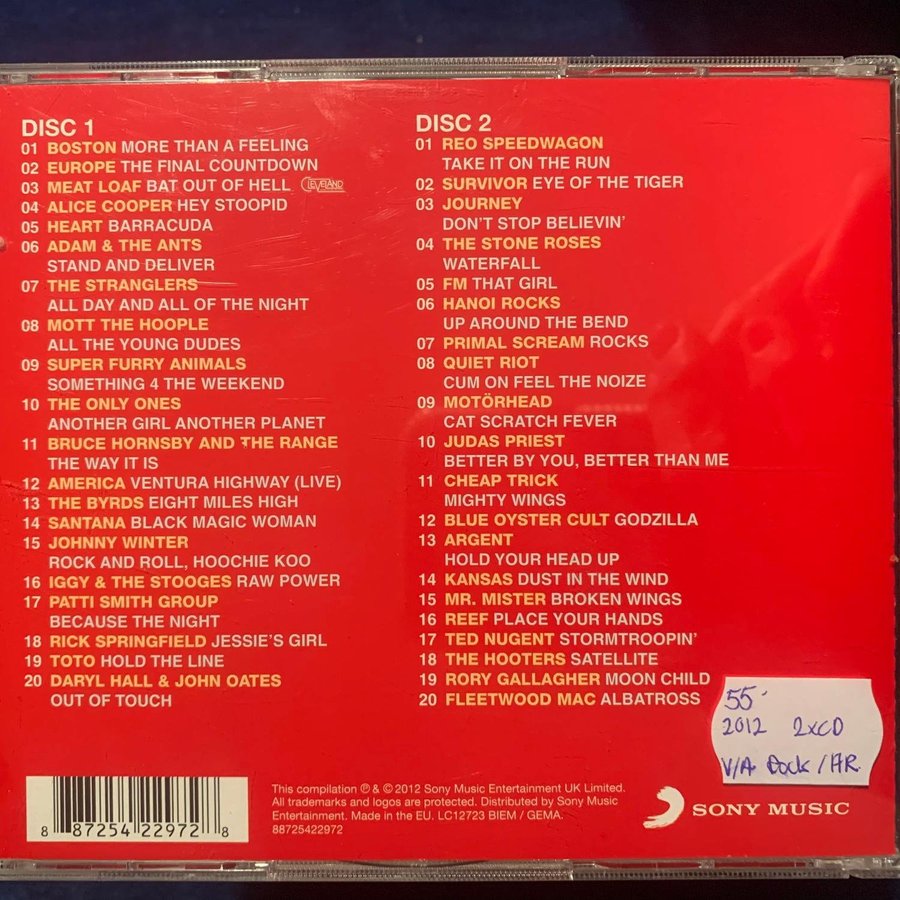 DISC 1
01 BOSTON MORE THAN A FEELING
02 EUROPE THE FINAL COUNTDOWN
03 MEAT LOAF BAT OUT OF HELL CLEVELAND
04 ALICE COOPER HEY STOOPID
05 HEART BARRACUDA
06 ADAM & THE ANTS
STAND AND DELIVER
07 THE STRANGLERS
ALL DAY AND ALL OF THE NIGHT
08 MOTT THE HOOPLE
ALL THE YOUNG DUDES
09 SUPER FURRY ANIMALS
SOMETHING 4 THE WEEKEND
10 THE ONLY ONES
ANOTHER GIRL ANOTHER PLANET
11 BRUCE HORNSBY AND THE RANGE
THE WAY IT IS
12 AMERICA VENTURA HIGHWAY (LIVE)
13 THE BYRDS EIGHT MILES HIGH
14 SANTANA BLACK MAGIC WOMAN
15 JOHNNY WINTER
ROCK AND ROLL, HOOCHIE KOO
16 IGGY & THE STOOGES RAW POWER
17 PATTI SMITH GROUP
BECAUSE THE NIGHT
18 RICK SPRINGFIELD JESSIE'S GIRL
19 TOTO HOLD THE LINE
20 DARYL HALL & JOHN OATES
OUT OF TOUCH
DISC 2
01 REO SPEEDWAGON
TAKE IT ON THE RUN
02 SURVIVOR EYE OF THE TIGER
03 JOURNEY
DON'T STOP BELIEVIN'
04 THE STONE ROSES
WATERFALL
05 FM THAT GIRL
06 HANOI ROCKS
UP AROUND THE BEND
07 PRIMAL SCREAM ROCKS
08 QUIET RIOT
CUM ON FEEL THE NOIZE
09 MOTÖRHEAD
CAT SCRATCH FEVER
10 JUDAS PRIEST
BETTER BY YOU, BETTER THAN ME
11 CHEAP TRICK
MIGHTY WINGS
12 BLUE OYSTER CULT GODZILLA
13 ARGENT
HOLD YOUR HEAD UP
14 KANSAS DUST IN THE WIND
15 MR. MISTER BROKEN WINGS
16 REEF PLACE YOUR HANDS
17 TED NUGENT STORMTROOPIN'
18 THE HOOTERS SATELLITE
19 RORY GALLAGHER MOON CHILD
20 FLEETWOOD MAC ALBATROSS
55
2012 2xCD
V/A Rock / HR
8 87254 22972 8
This compilation ℗ & © 2012 Sony Music Entertainment UK Limited.
All trademarks and logos are protected. Distributed by Sony Music
Entertainment. Made in the EU. LC12723 BIEM / GEMA.
88725422972
SONY MUSIC